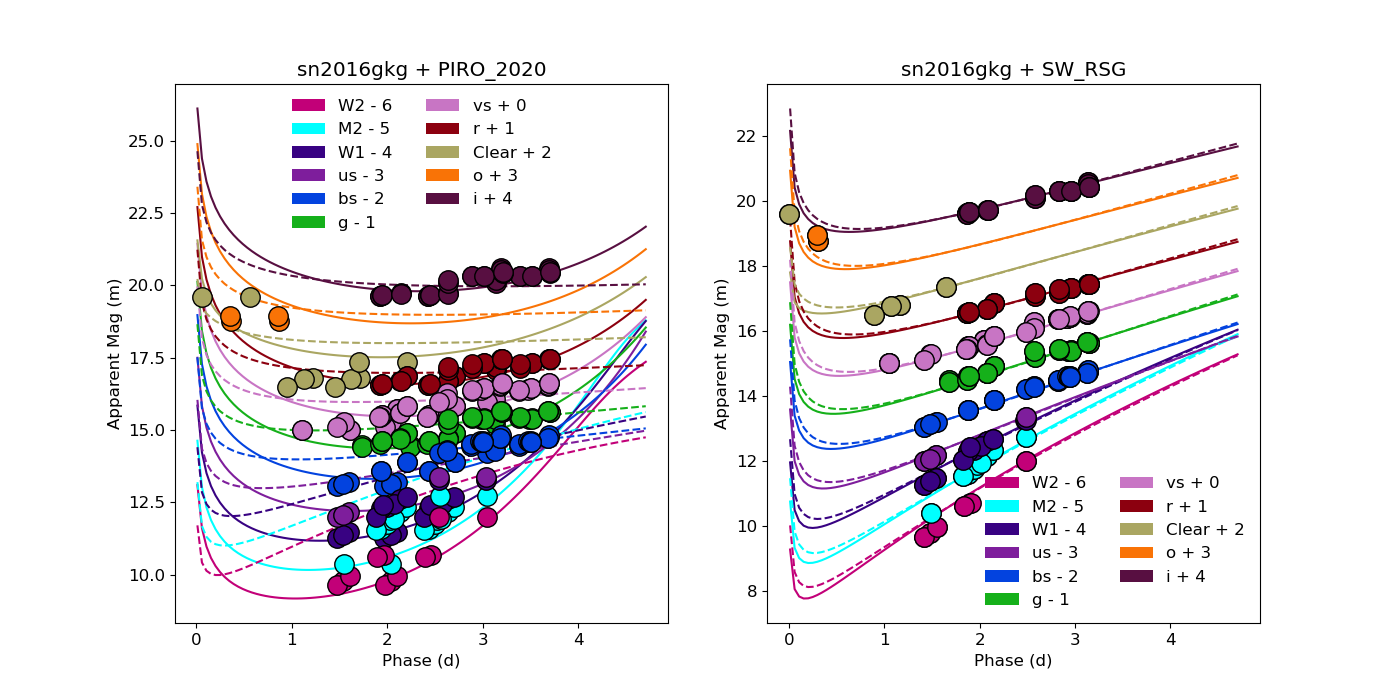 sn2016gkg + PIRO_2020
W2 - 6
M2 - 5
W1 - 4
us - 3
bs - 2
g - 1
vs + 0
r + 1
Clear + 2
o + 3
i + 4
Apparent Mag (m)
25.0
22.5
20.0
17.5
15.0
12.5
10.0
0 1 2 3 4
Phase (d)
sn2016gkg + SW_RSG
Apparent Mag (m)
22
20
18
16
14
12
10
8
W2 - 6
M2 - 5
W1 - 4
us - 3
bs - 2
g - 1
vs + 0
r + 1
Clear + 2
o + 3
i + 4
0 1 2 3 4
Phase (d)